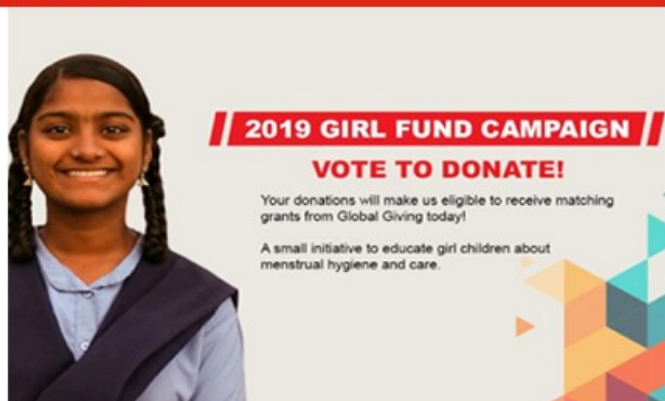 2019 GIRL FUND CAMPAIGN
VOTE TO DONATE!
Your donations will make us eligible to receive matching
grants from Global Giving today!
A small initiative to educate girl children about
menstrual hygiene and care.